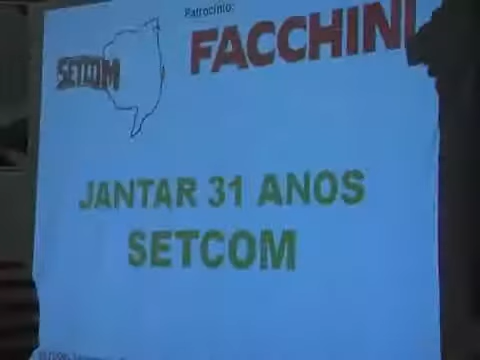 Patrocínio:
FACCHINI
SETCOM
JANTAR 31 ANOS
SETCOM